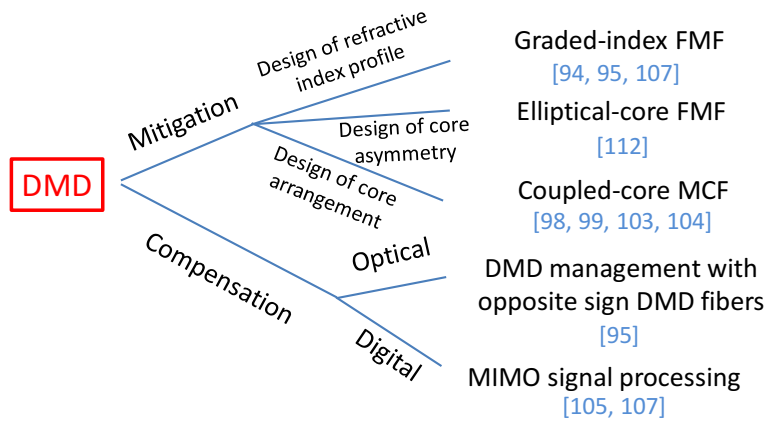 DMD
Mitigation
Design of refractive
index profile
Graded-index FMF
[94, 95, 107]
Design of core
asymmetry
Elliptical-core FMF
[112]
Design of core
arrangement
Coupled-core MCF
[98, 99, 103, 104]
Compensation
Optical
DMD management with
opposite sign DMD fibers
[95]
Digital
MIMO signal processing
[105, 107]